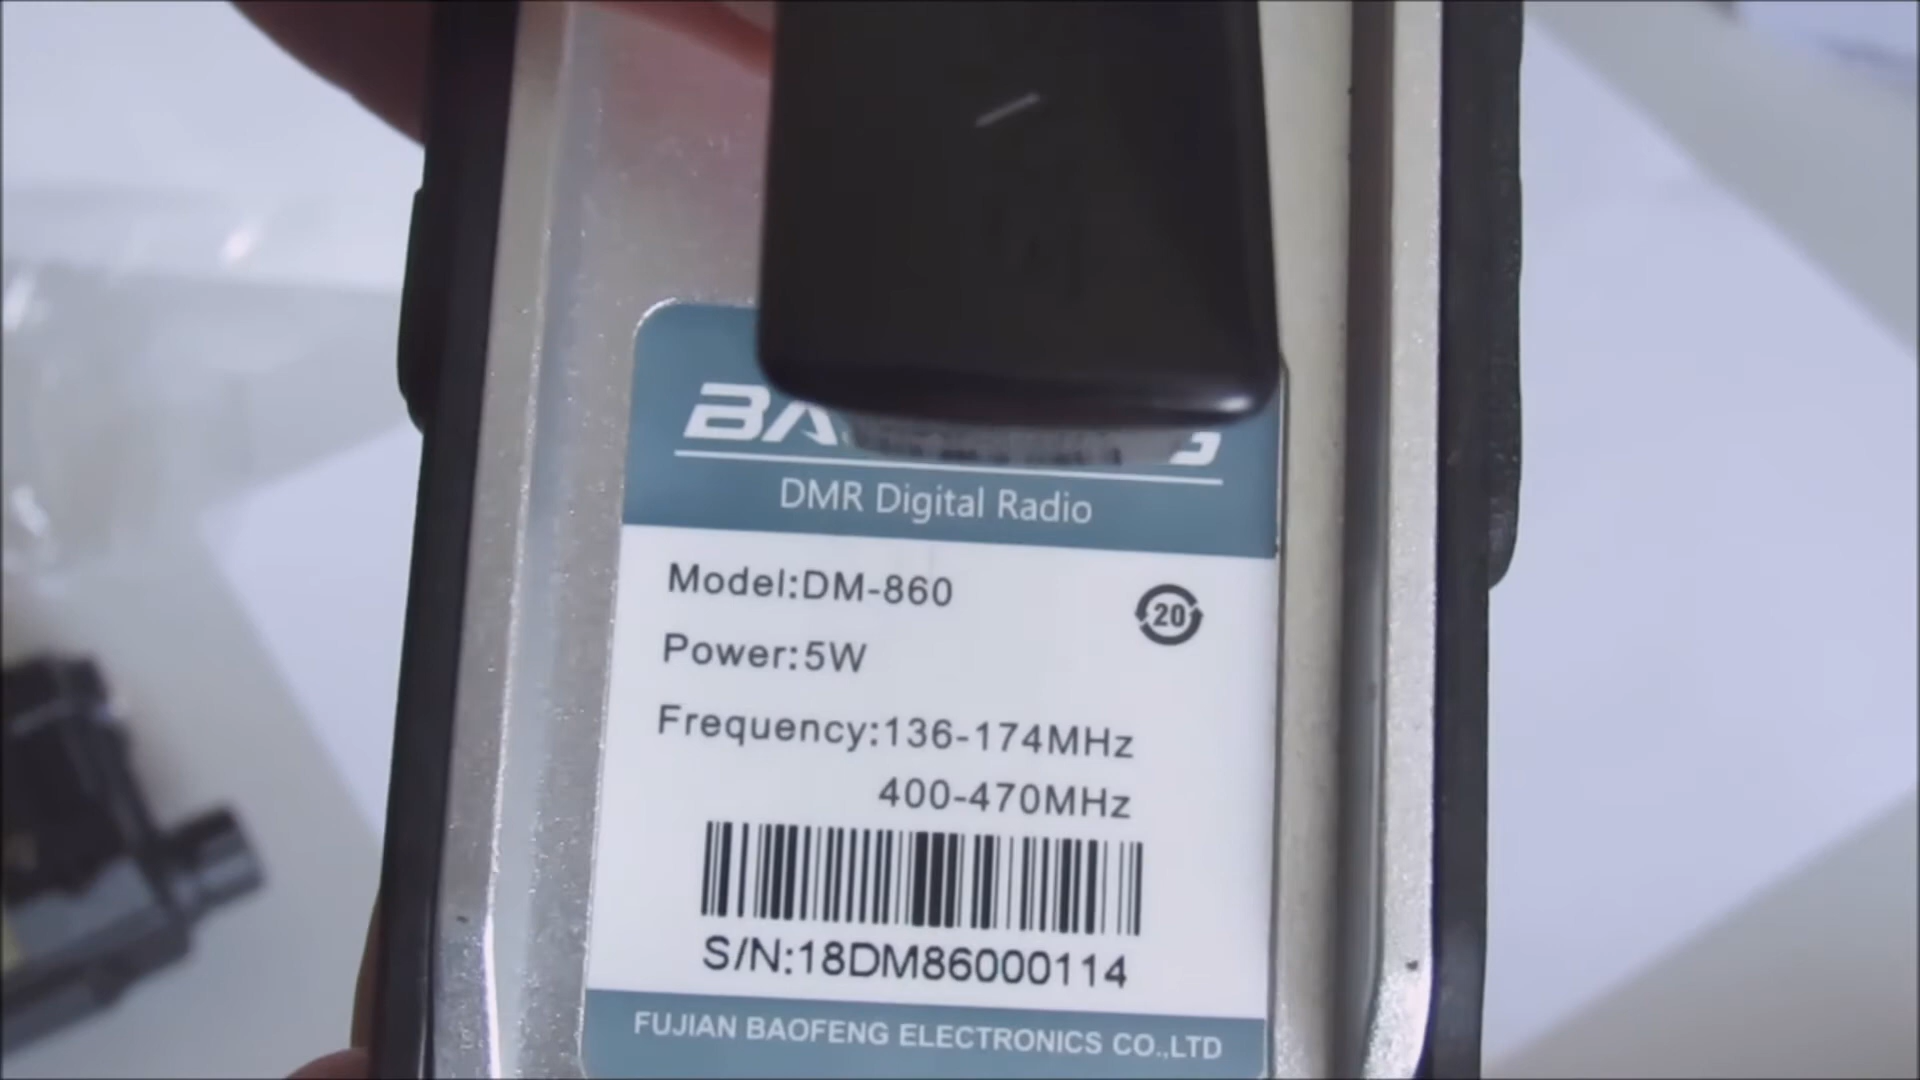 DMR Digital Radio
Model:DM-860
20
Power:5W
Frequency:136-174MHz
400-470MHz
S/N:18DM86000114
FUJIAN BAOFENG ELECTRONICS CO.,LTD